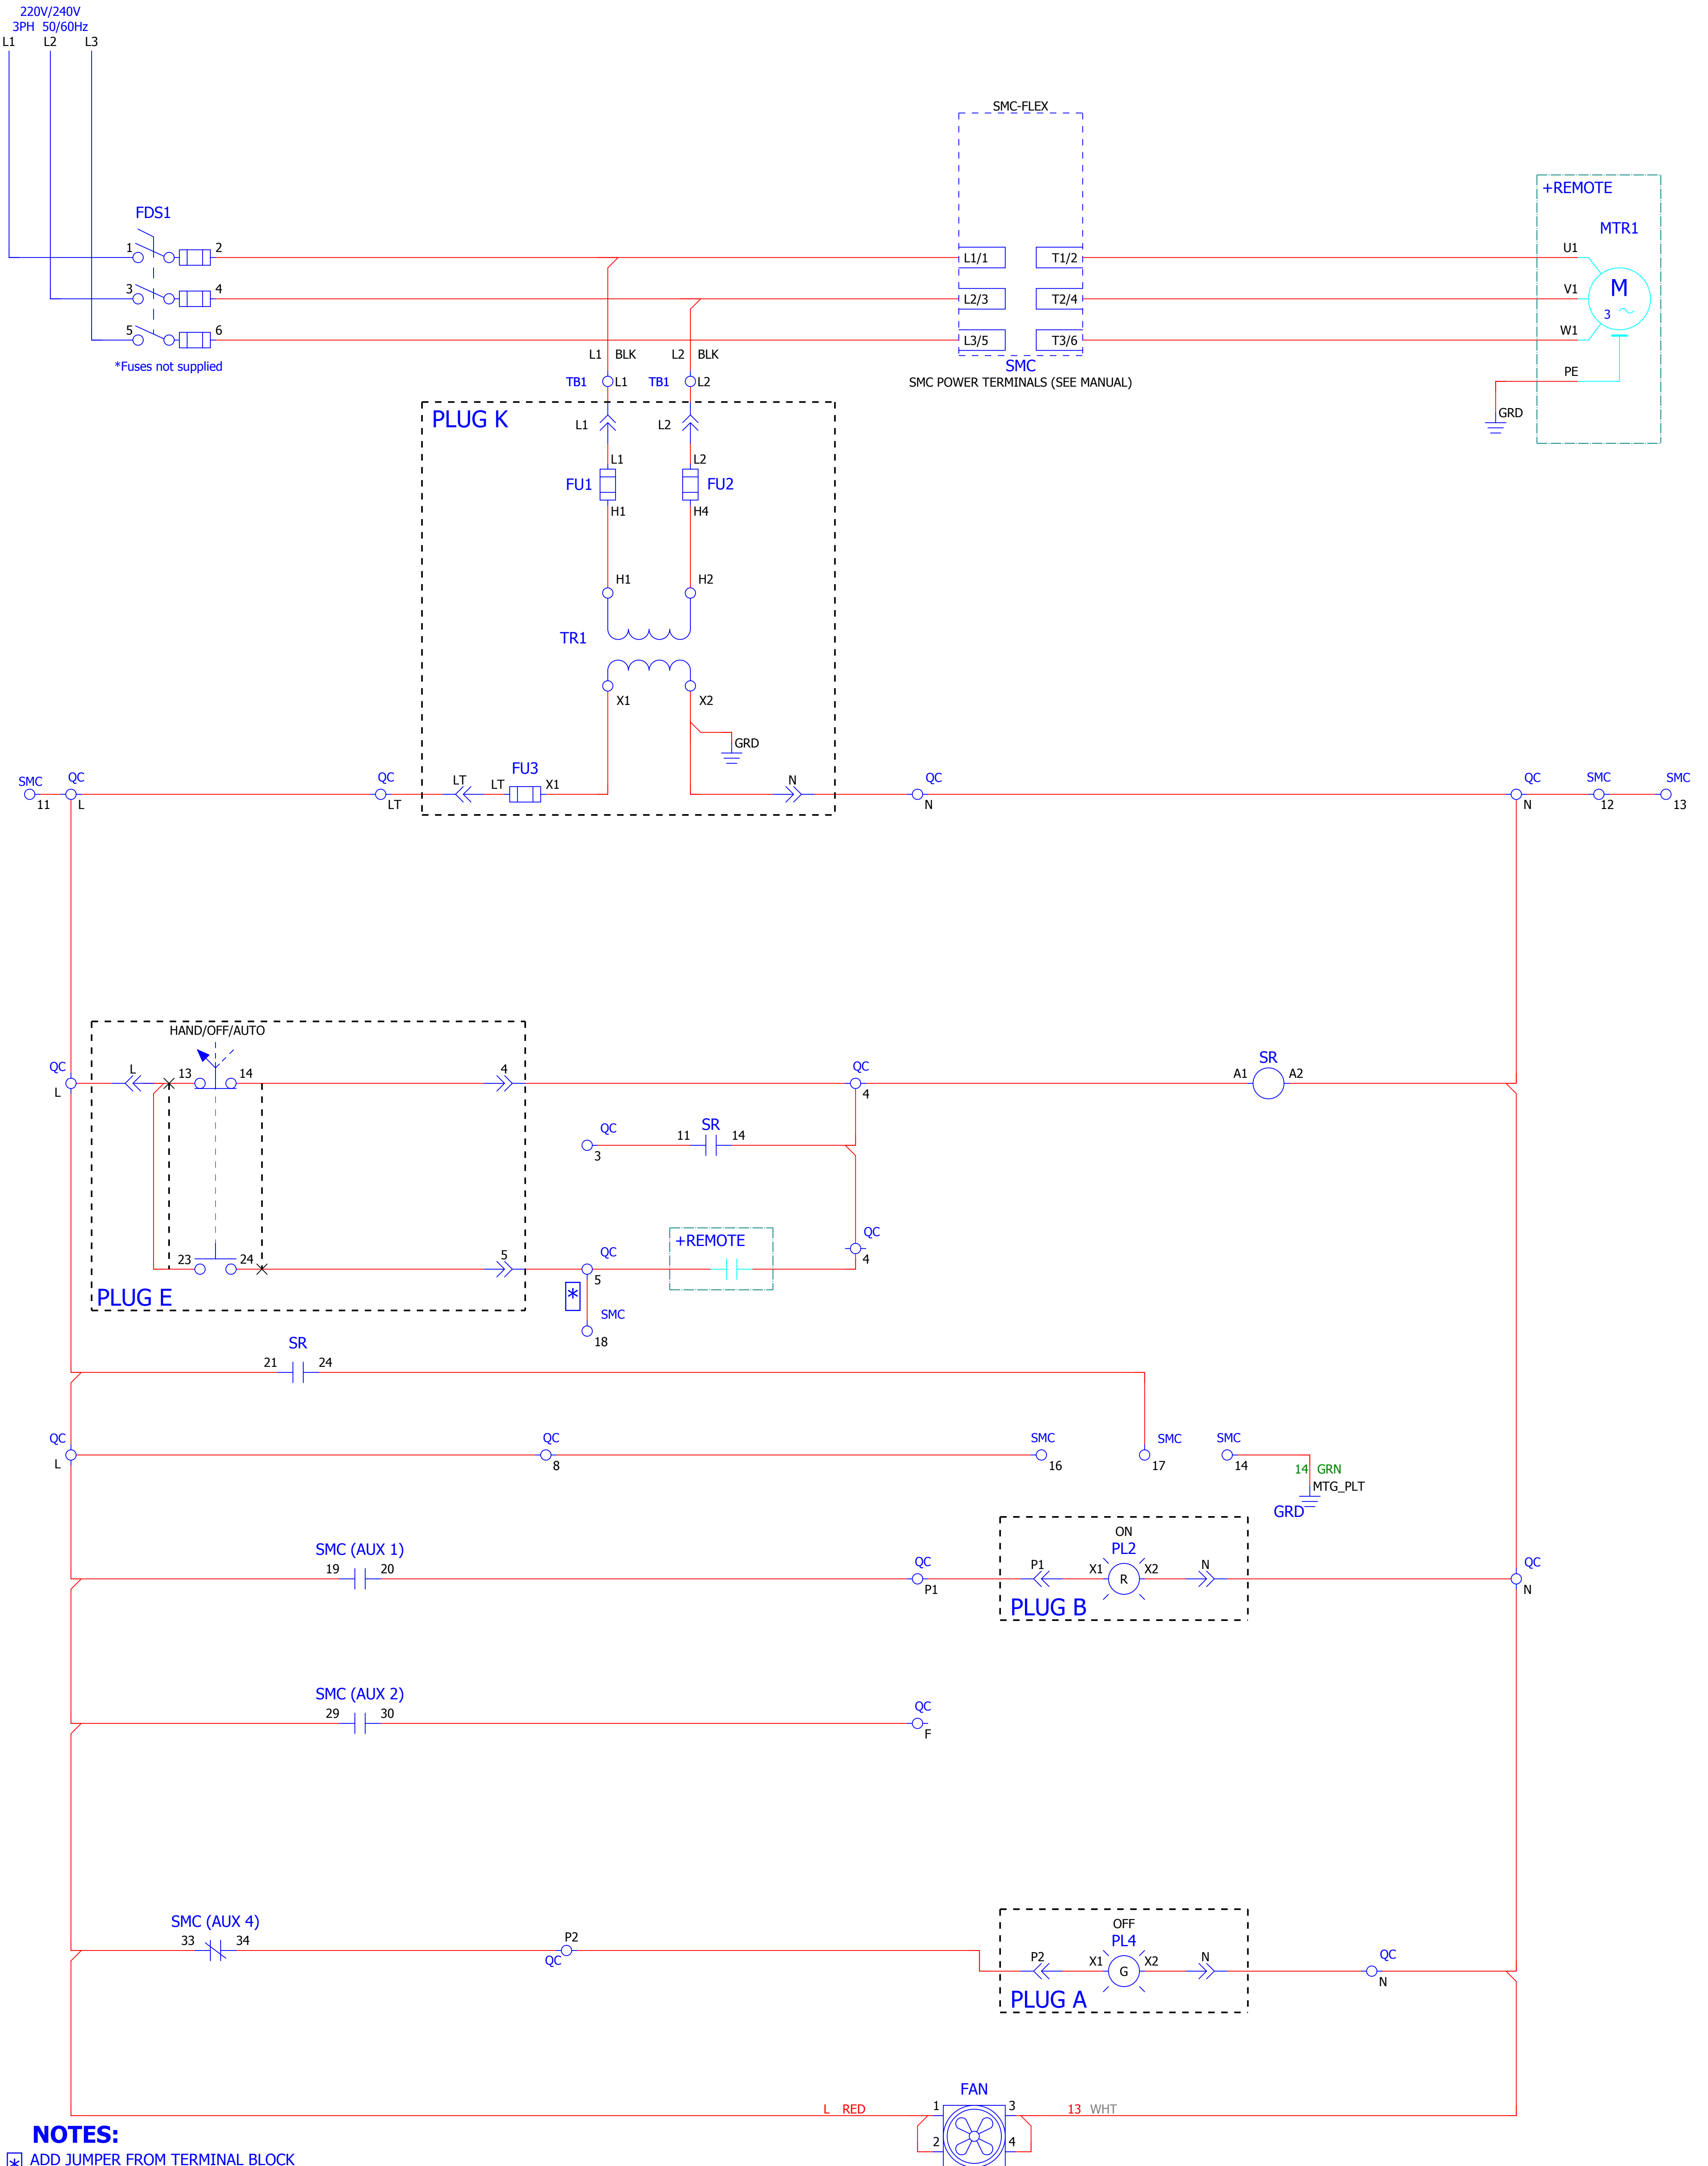 220V/240V
3PH 50/60Hz
L1 L2 L3
SMC-FLEX
+REMOTE
MTR1
FDS1
1 2
L1/1 T1/2
U1
3 4
L2/3 T2/4
V1
M
3
5 6
L3/5 T3/6
W1
*Fuses not supplied
L1 BLK L2 BLK
SMC
PE
TB1 L1 TB1 L2
SMC POWER TERMINALS (SEE MANUAL)
PLUG K
L1 L2
GRD
L1 L2
FU1 FU2
H1 H4
H1 H2
TR1
X1 X2
GRD
SMC QC QC
LT LT FU3 X1
N QC
QC SMC SMC
11 L LT
N
N 12 13
HAND/OFF/AUTO
QC L 13 14 4
QC
SR
A1 A2
L
4
QC 11 SR 14
3
+REMOTE
QC
23 24 5
QC
5
4
PLUG E
*
SMC
18
SR
21 24
QC QC SMC SMC SMC
L 8 16 17 14
14 GRN
MTG_PLT
GRD
ON
SMC (AUX 1)
PL2
19 20
QC P1 X1 R X2 N QC
P1
PLUG B
N
SMC (AUX 2)
29 30
QC
F
OFF
SMC (AUX 4)
33 34
P2
QC
PL4
P2 X1 G X2 N QC
PLUG A
N
FAN
L RED 1 3 13 WHT
2 4
NOTES:
* ADD JUMPER FROM TERMINAL BLOCK